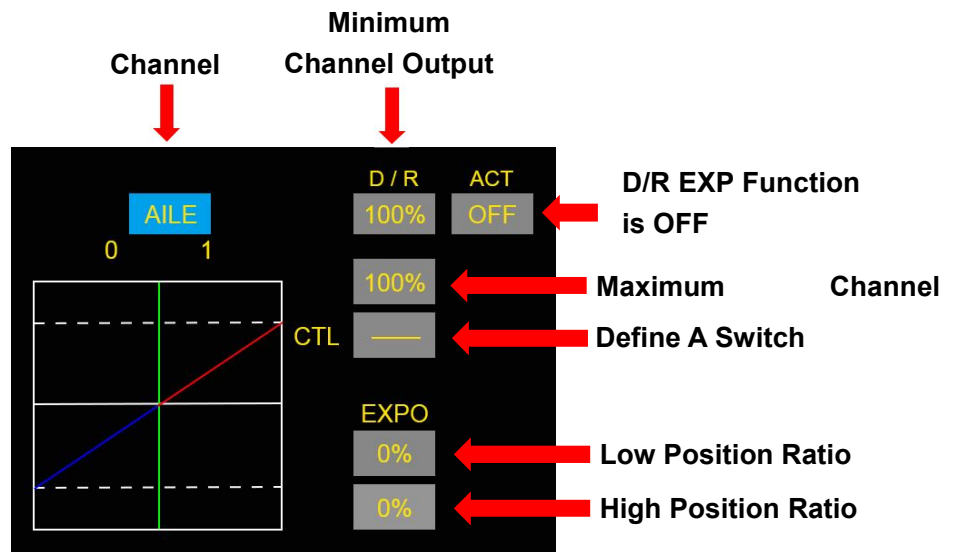 Minimum
Channel Channel Output
D / R ACT
AILE 100% OFF
D/R EXP Function
is OFF
0 1
100%
Maximum Channel
CTL ——
Define A Switch
EXPO
0%
Low Position Ratio
0%
High Position Ratio